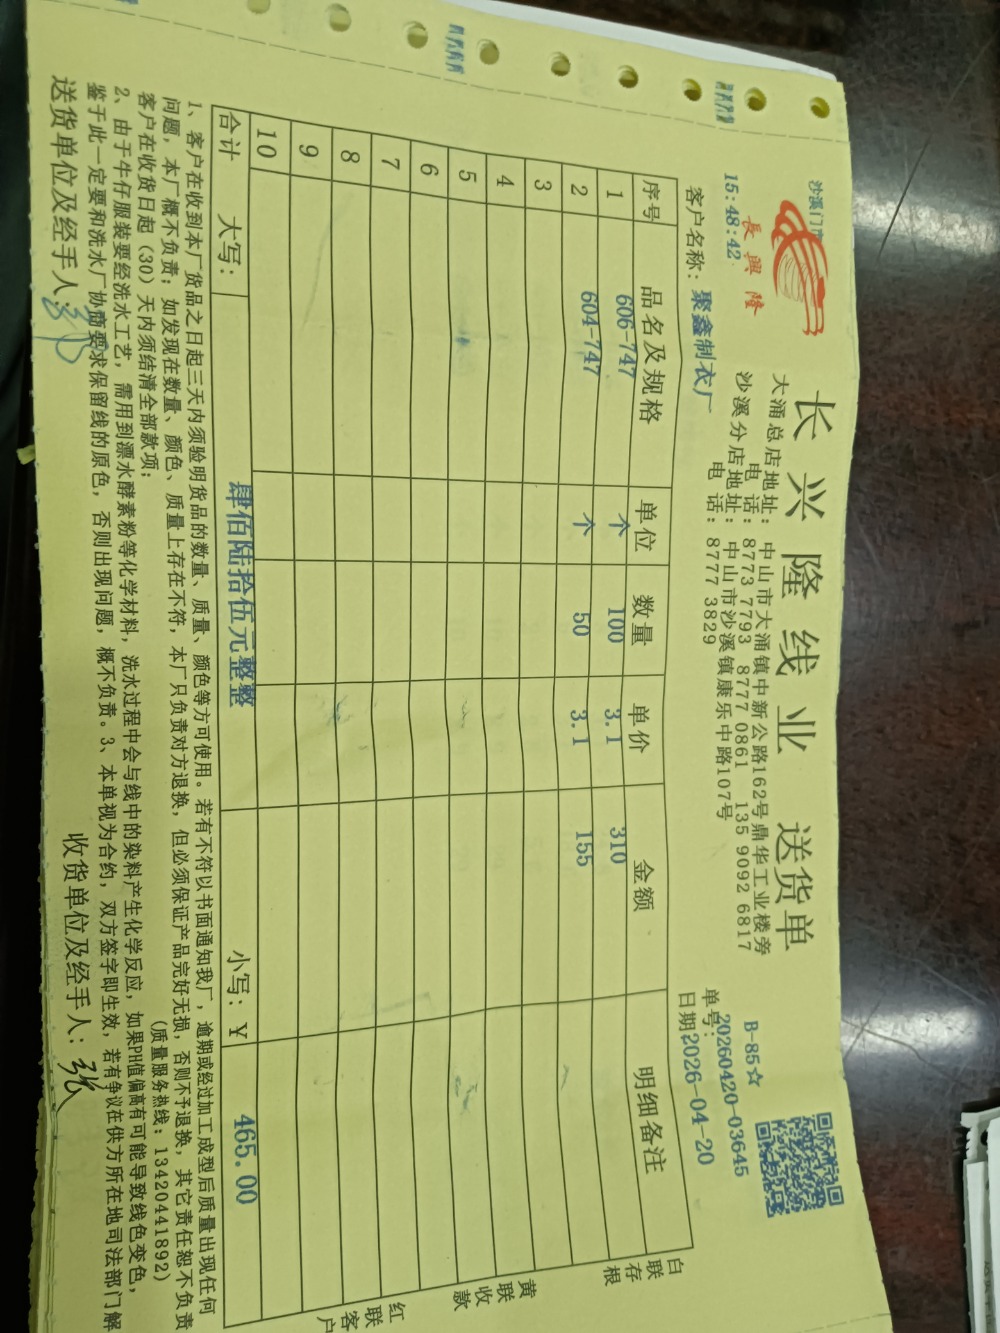 沙溪门市
長興隆
15:48:42
长兴隆线业 送货单
大涌总店地址: 中山市大涌镇中新公路162号鼎华工业楼旁
电 话: 8773 7793 8777 0861 135 9092 6817
沙溪分店地址: 中山市沙溪镇康乐中路107号
电 话: 8777 3829
B-85☆
单号: 20260420-03645
日期2026-04-20
客户名称: 聚鑫制衣厂
序号 品名及规格 单位 数量 单价 金额 明细备注
1 606-747 个 100 3.1 310
2 604-747 个 50 3.1 155
3
4
5
6
7
8
9
10
合计 大写: 肆佰陆拾伍元整整 小写: ¥ 465.00
白联存根
黄联收款
红联客户
1、客户在收到本厂货品之日起三天内须验明货品的数量、质量、颜色等方可使用。若有不符以书面通知我厂，逾期或经过加工成型后质量出现任何
问题，本厂概不负责；如发现在数量、颜色、质量上存在不符，本厂只负责对方退换，但必须保证产品完好无损，否则不予退换，其它责任恕不负责
客户在收货日起（30）天内须结清全部款项； (质量服务热线: 13420441892)
2、由于牛仔服装要经洗水工艺，需用到漂水酵素粉等化学材料，洗水过程中会与线中的染料产生化学反应，如果PH值偏高有可能导致线色变色，
鉴于此一定要和洗水厂协商要求保留线的原色，否则出现问题，概不负责。3、本单视为合约，双方签字即生效，若有争议在供方所在地司法部门解
送货单位及经手人: 收货单位及经手人: